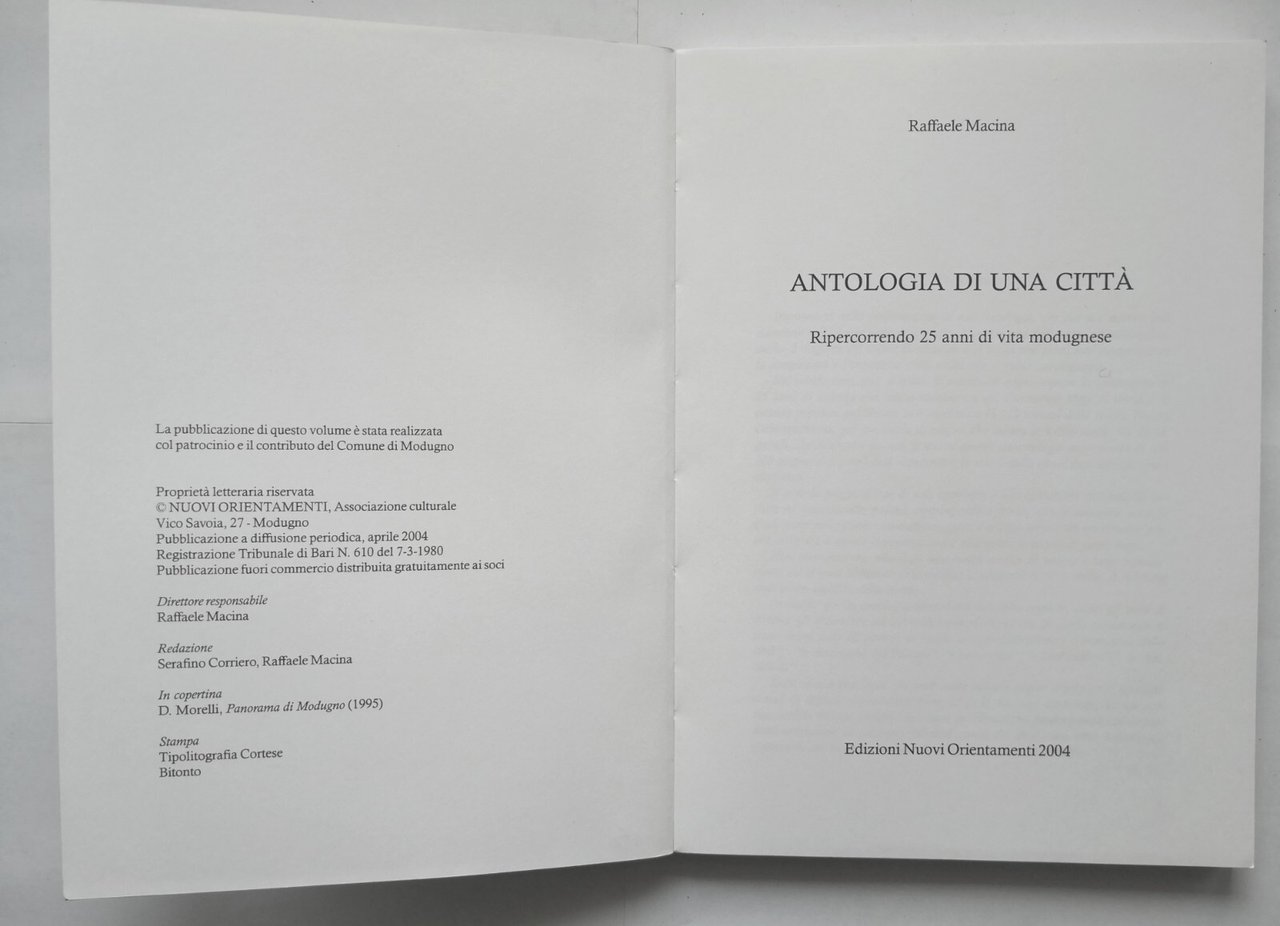 La pubblicazione di questo volume è stata realizzata
col patrocinio e il contributo del Comune di Modugno
Proprietà letteraria riservata
© NUOVI ORIENTAMENTI, Associazione culturale
Vico Savoia, 27 - Modugno
Pubblicazione a diffusione periodica, aprile 2004
Registrazione Tribunale di Bari N. 610 del 7-3-1980
Pubblicazione fuori commercio distribuita gratuitamente ai soci
Direttore responsabile
Raffaele Macina
Redazione
Serafino Corriero, Raffaele Macina
In copertina
D. Morelli, Panorama di Modugno (1995)
Stampa
Tipolitografia Cortese
Bitonto
Raffaele Macina
ANTOLOGIA DI UNA CITTÀ
Ripercorrendo 25 anni di vita modugnese
Edizioni Nuovi Orientamenti 2004